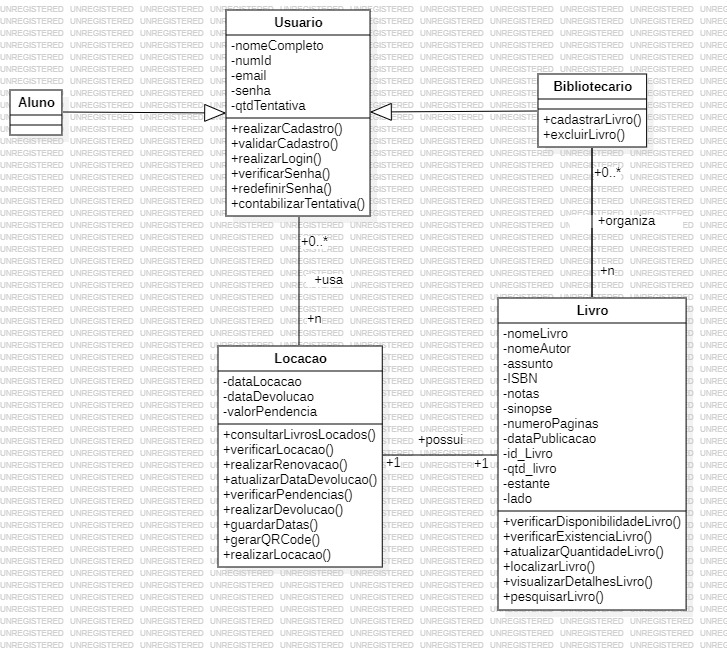 Usuario
-nomeCompleto
-numId
-email
-senha
-qtdTentativa
+realizarCadastro()
+validarCadastro()
+realizarLogin()
+verificarSenha()
+redefinirSenha()
+contabilizarTentativa()
Aluno
Bibliotecario
+cadastrarLivro()
+excluirLivro()
+0..*
+organiza
+n
+0..*
+usa
+n
Locacao
-dataLocacao
-dataDevolucao
-valorPendencia
+consultarLivrosLocados()
+verificarLocacao()
+realizarRenovacao()
+atualizarDataDevolucao()
+verificarPendencias()
+realizarDevolucao()
+guardarDatas()
+gerarQRCode()
+realizarLocacao()
+possui
+1
+1
Livro
-nomeLivro
-nomeAutor
-assunto
-ISBN
-notas
-sinopse
-numeroPaginas
-dataPublicacao
-id_Livro
-qtd_livro
-estante
-lado
+verificarDisponibilidadeLivro()
+verificarExistenciaLivro()
+atualizarQuantidadeLivro()
+localizarLivro()
+visualizarDetalhesLivro()
+pesquisarLivro()
UNREGISTERED